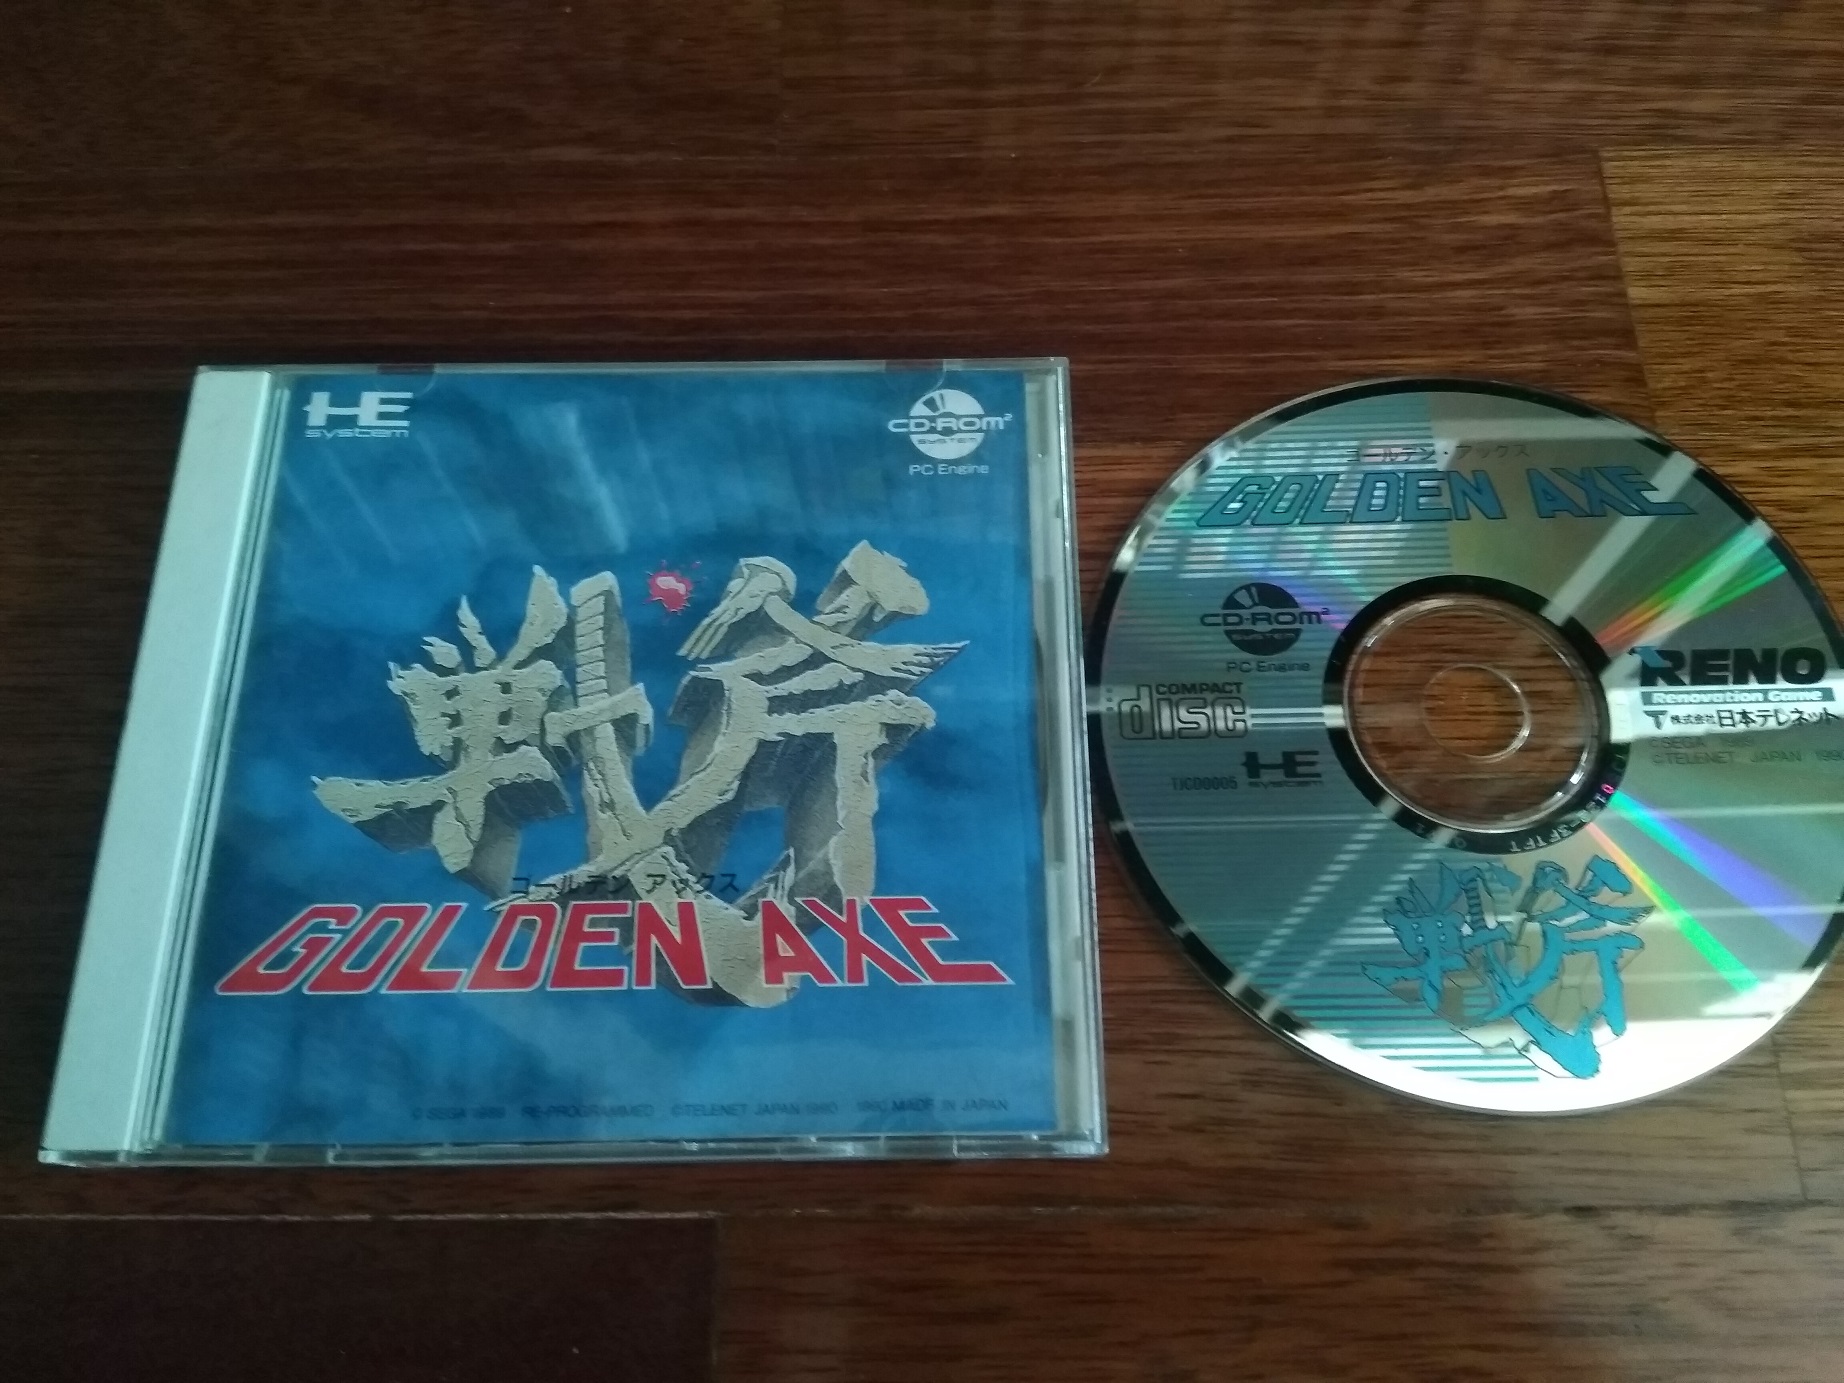 HE
system
CD-ROM²
SYSTEM
PC Engine
戦斧
ゴールデン アックス
GOLDEN AXE
©SEGA 1989 RE-PROGRAMMED ©TELENET JAPAN 1990 1990 MADE IN JAPAN
ゴールデン・アックス
GOLDEN AXE
CD-ROM²
SYSTEM
PC Engine
COMPACT
disc
HE
system
TJCD0005
RENO
Renovation Game
株式会社日本テレネット
©SEGA 1989
©TELENET JAPAN
戦斧